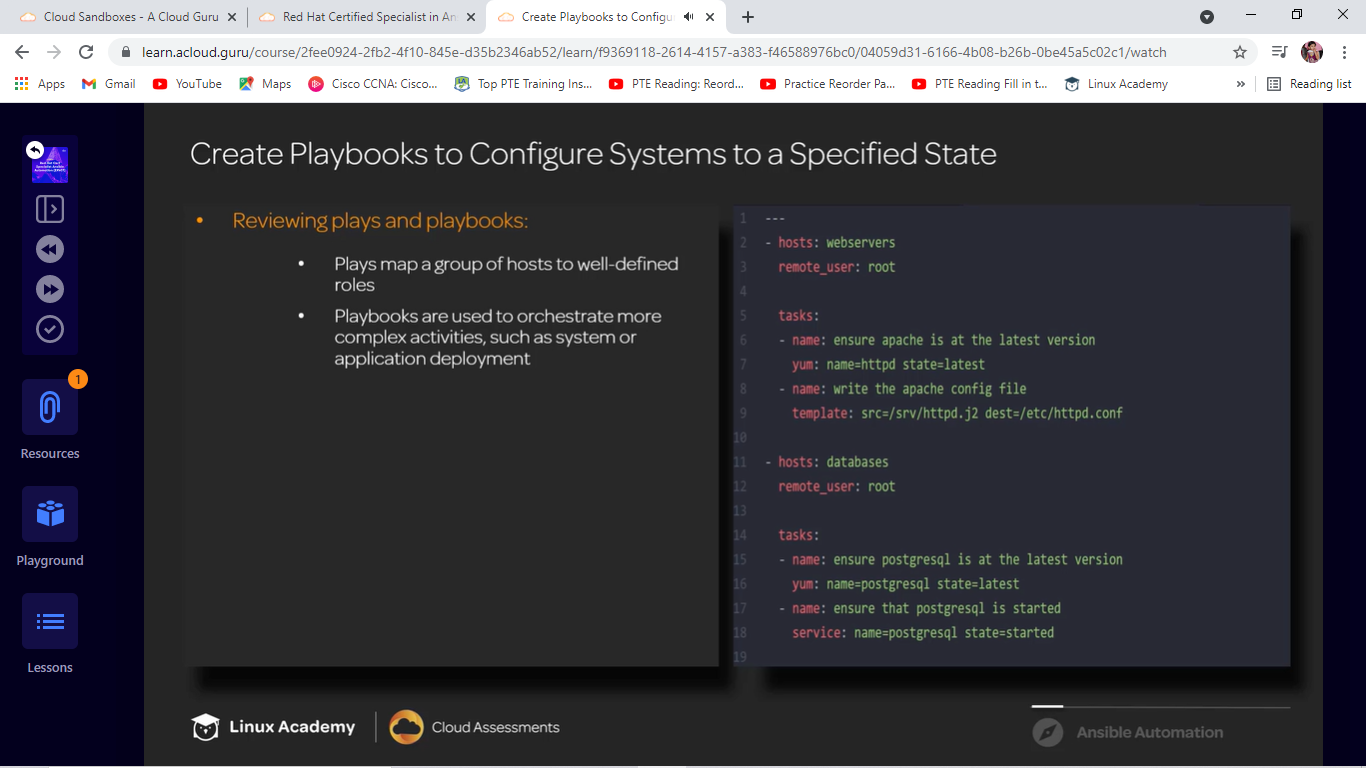 Cloud Sandboxes - A Cloud Guru
Red Hat Certified Specialist in An
Create Playbooks to Configu
learn.acloud.guru/course/2fee0924-2fb2-4f10-845e-d35b2346ab52/learn/f9369118-2614-4157-a383-f46588976bc0/04059d31-6166-4b08-b26b-0be45a5c02c1/watch
Apps Gmail YouTube Maps Cisco CCNA: Cisco... Top PTE Training Ins... PTE Reading: Reord... Practice Reorder Pa... PTE Reading Fill in t... Linux Academy » Reading list
Create Playbooks to Configure Systems to a Specified State
• Reviewing plays and playbooks:
• Plays map a group of hosts to well-defined
roles
• Playbooks are used to orchestrate more
complex activities, such as system or
application deployment
1 ---
2 - hosts: webservers
3 remote_user: root
4
5 tasks:
6 - name: ensure apache is at the latest version
7 yum: name=httpd state=latest
8 - name: write the apache config file
9 template: src=/srv/httpd.j2 dest=/etc/httpd.conf
10
11 - hosts: databases
12 remote_user: root
13
14 tasks:
15 - name: ensure postgresql is at the latest version
16 yum: name=postgresql state=latest
17 - name: ensure that postgresql is started
18 service: name=postgresql state=started
19
1
Resources
Playground
Lessons
Linux Academy
Cloud Assessments
Ansible Automation